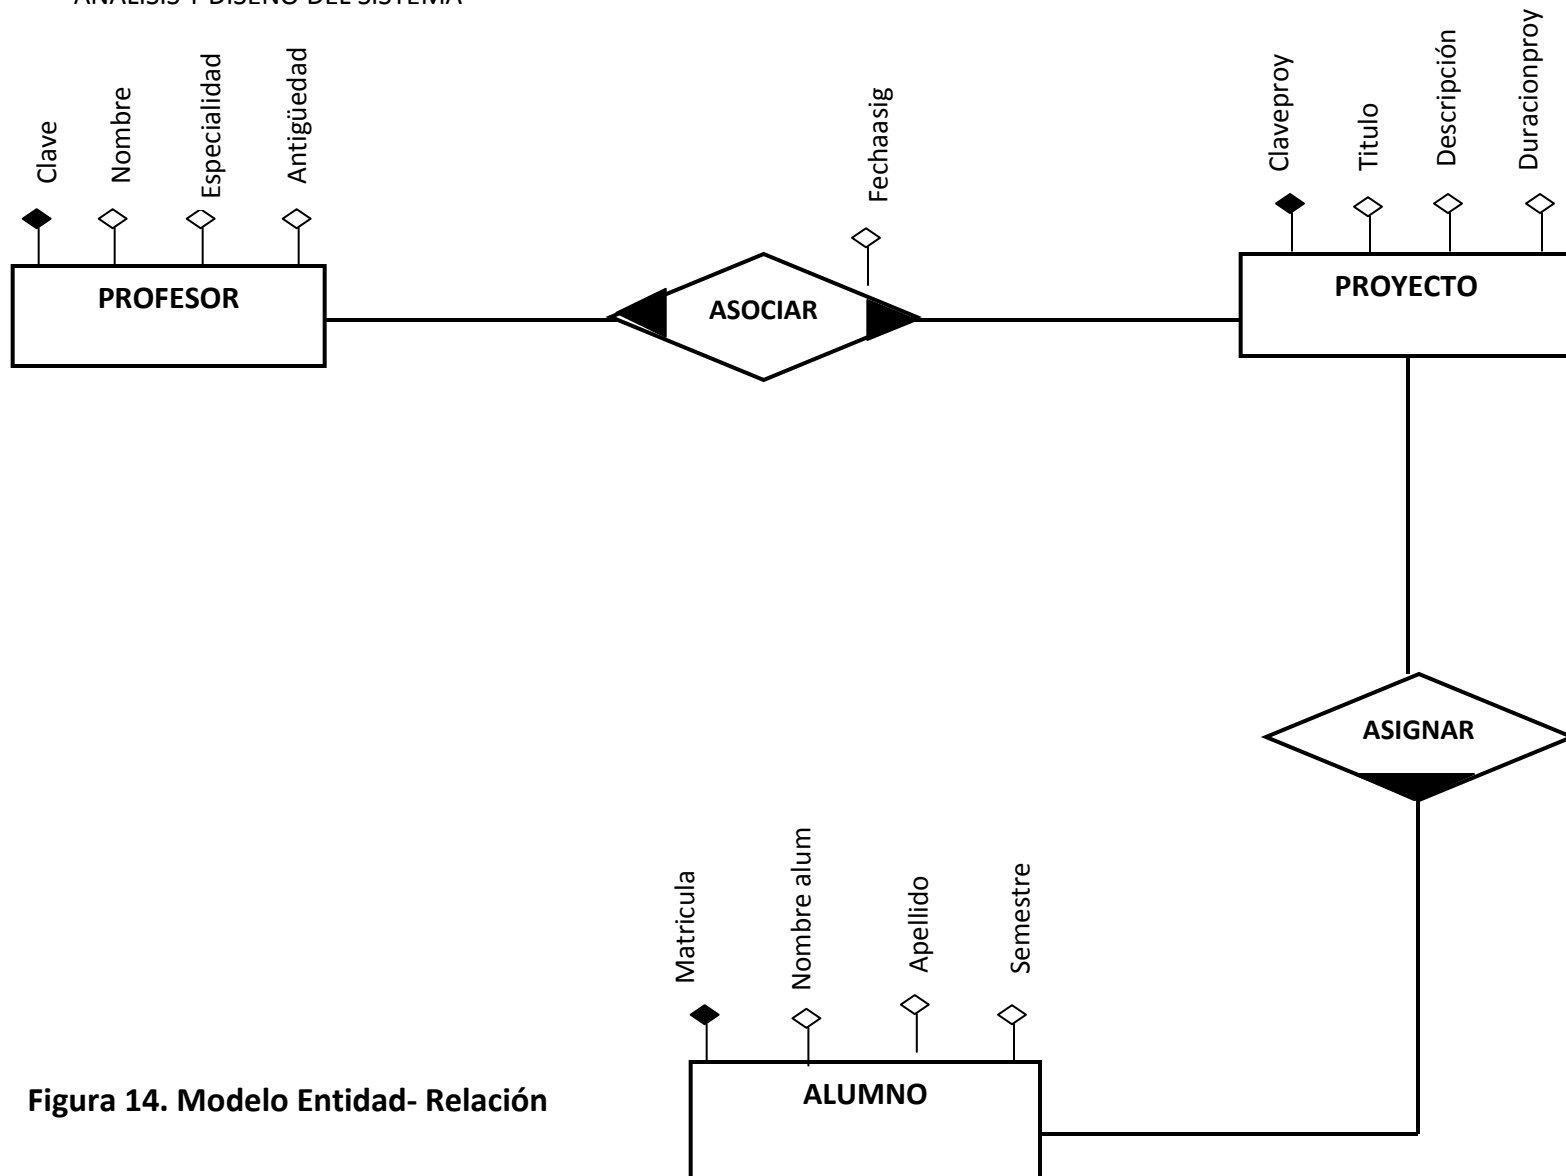 ANÁLISIS Y DISEÑO DEL SISTEMA
Clave
Nombre
Especialidad
Antigüedad
PROFESOR
Fechaasig
ASOCIAR
Claveproy
Titulo
Descripción
Duracionproy
PROYECTO
ASIGNAR
Matricula
Nombre alum
Apellido
Semestre
ALUMNO
Figura 14. Modelo Entidad- Relación